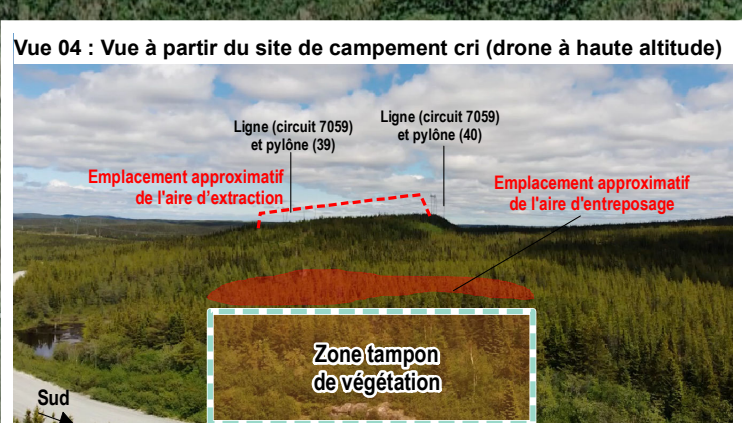 Vue 04 : Vue à partir du site de campement cri (drone à haute altitude)
Ligne (circuit 7059)
et pylône (39)
Ligne (circuit 7059)
et pylône (40)
Emplacement approximatif
de l'aire d’extraction
Emplacement approximatif
de l'aire d'entreposage
Zone tampon
de végétation
Sud